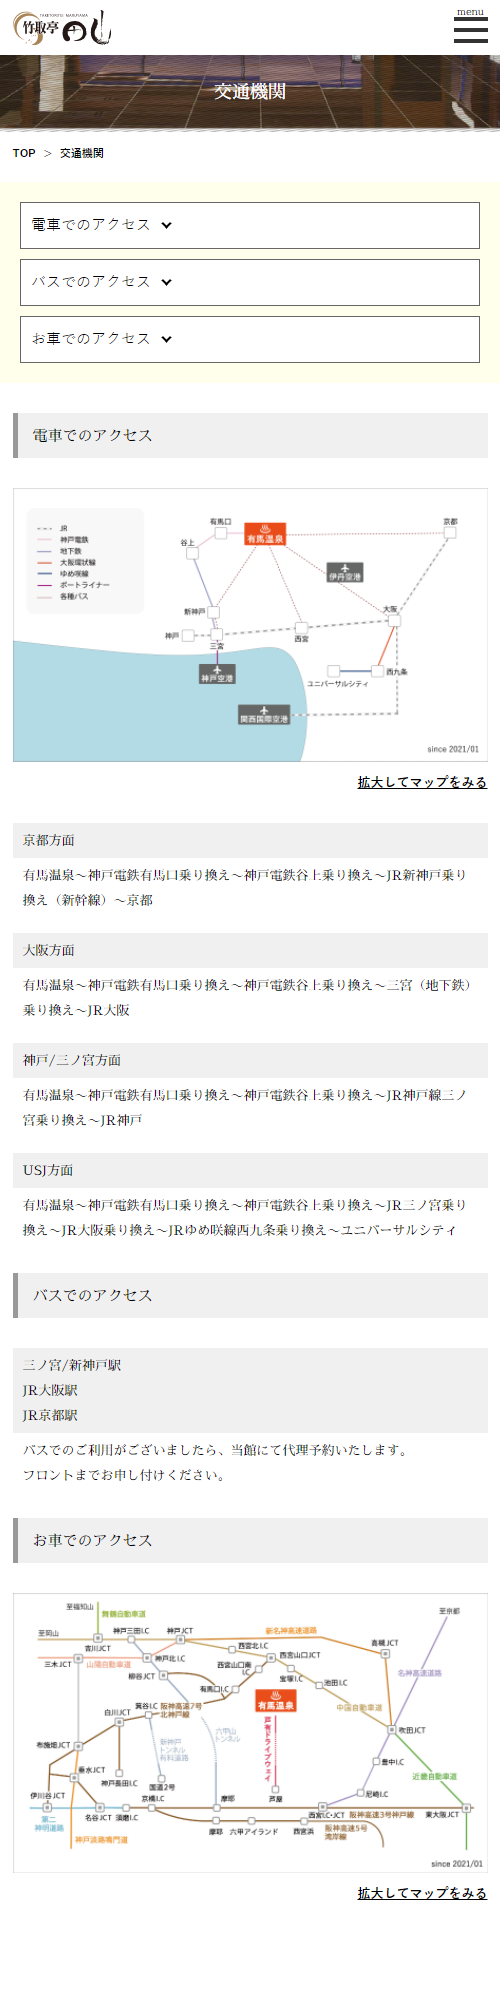 竹取亭
TAKETORITEI MARUYAMA
menu
交通機関
TOP ＞ 交通機関
電車でのアクセス
バスでのアクセス
お車でのアクセス
電車でのアクセス
JR
神戸電鉄
地下鉄
大阪環状線
ゆめ咲線
ポートライナー
各種バス
有馬口
谷上
有馬温泉
京都
伊丹空港
新神戸
大阪
神戸
三宮
西宮
神戸空港
ユニバーサルシティ
西九条
関西国際空港
since 2021/01
拡大してマップをみる
京都方面
有馬温泉～神戸電鉄有馬口乗り換え～神戸電鉄谷上乗り換え～JR新神戸乗り
換え（新幹線）～京都
大阪方面
有馬温泉～神戸電鉄有馬口乗り換え～神戸電鉄谷上乗り換え～三宮（地下鉄）
乗り換え～JR大阪
神戸/三ノ宮方面
有馬温泉～神戸電鉄有馬口乗り換え～神戸電鉄谷上乗り換え～JR神戸線三ノ
宮乗り換え～JR神戸
USJ方面
有馬温泉～神戸電鉄有馬口乗り換え～神戸電鉄谷上乗り換え～JR三ノ宮乗り
換え～JR大阪乗り換え～JRゆめ咲線西九条乗り換え～ユニバーサルシティ
バスでのアクセス
三ノ宮/新神戸駅
JR大阪駅
JR京都駅
バスでのご利用がございましたら、当館にて代理予約いたします。
フロントまでお申し付けください。
お車でのアクセス
至福知山
舞鶴自動車道
至京都
至岡山
神戸三田I.C
神戸JCT
新名神高速道路
吉川JCT
西宮北I.C
高槻JCT
三木JCT
山陽自動車道
神戸北I.C
西宮山口JCT
西宮山口南
I.C
柳谷JCT
宝塚I.C
名神高速道路
池田I.C
有馬口I.C
有馬温泉
箕谷I.C
阪神高速7号
北神戸線
白川JCT
中国自動車道
六甲山
トンネル
芦有ドライブウェイ
吹田JCT
布施畑JCT
新神戸
トンネル
有料道路
豊中I.C
垂水JCT
近畿自動車道
神戸長田I.C
国道2号
伊川谷JCT
京橋I.C
摩耶
芦屋
尼崎I.C
第二
神明道路
名谷JCT
須磨I.C
西宮I.C・JCT
阪神高速3号神戸線
東大阪JCT
神戸淡路鳴門道
摩耶
六甲アイランド
西宮浜
阪神高速5号
湾岸線
since 2021/01
拡大してマップをみる